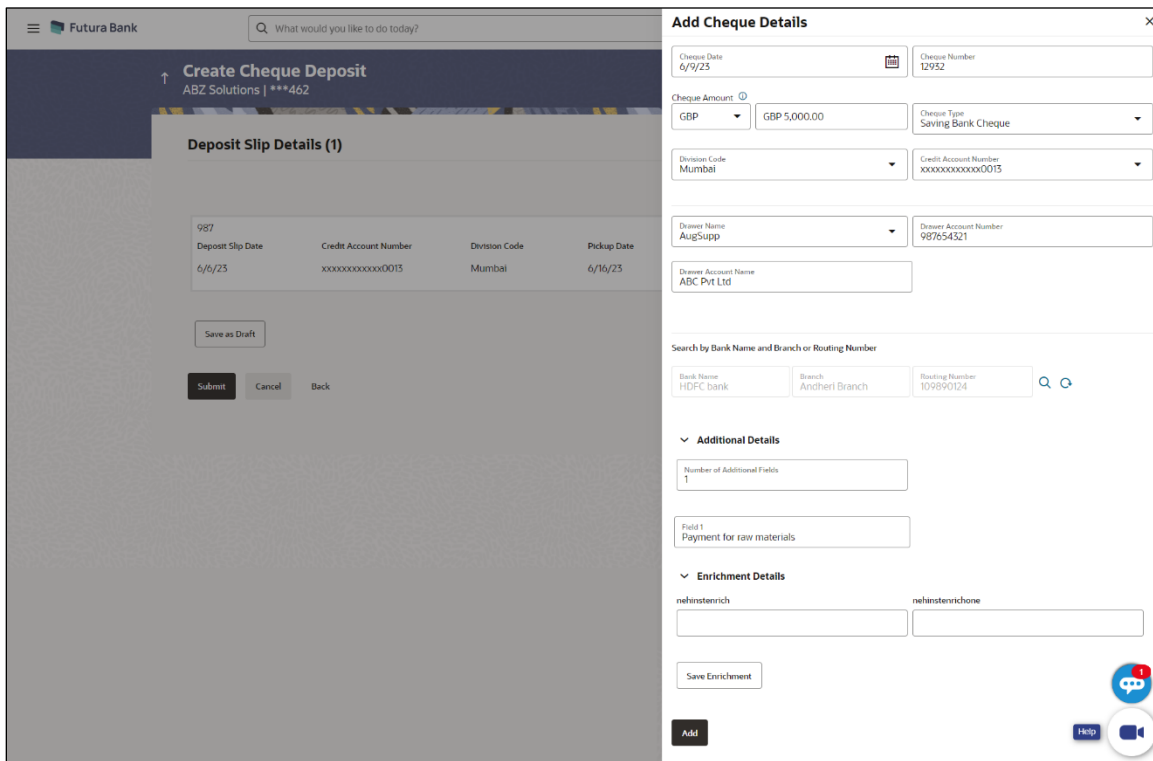 Futura Bank
What would you like to do today?
Create Cheque Deposit
ABZ Solutions | ***462
Deposit Slip Details (1)
987
Deposit Slip Date Credit Account Number Division Code Pickup Date
6/6/23 xxxxxxxxxxxx0013 Mumbai 6/16/23
Save as Draft
Submit Cancel Back
Add Cheque Details
Cheque Date Cheque Number
6/9/23 12932
Cheque Amount
GBP GBP 5,000.00
Cheque Type
Saving Bank Cheque
Division Code Credit Account Number
Mumbai xxxxxxxxxxxx0013
Drawer Name Drawer Account Number
AugSupp 987654321
Drawer Account Name
ABC Pvt Ltd
Search by Bank Name and Branch or Routing Number
Bank Name Branch Routing Number
HDFC bank Andheri Branch 109890124
Additional Details
Number of Additional Fields
1
Field 1
Payment for raw materials
Enrichment Details
nehinstenrich nehinstenrichone
Save Enrichment
1
Add
Help